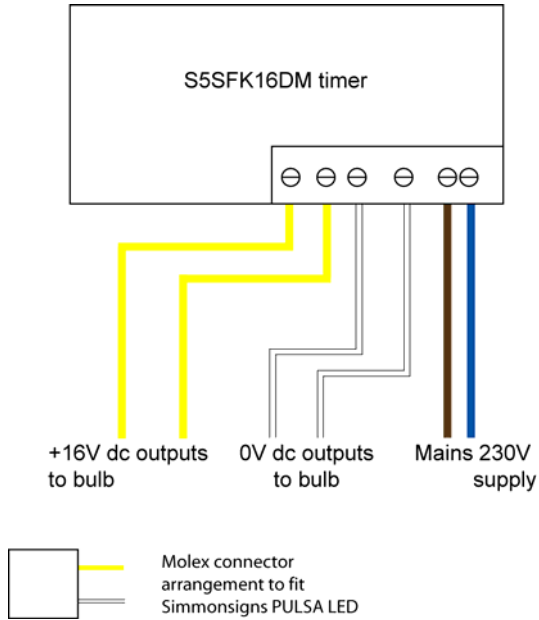 S5SFK16DM timer
+16V dc outputs
to bulb
0V dc outputs
to bulb
Mains 230V
supply
Molex connector
arrangement to fit
Simmonsigns PULSA LED